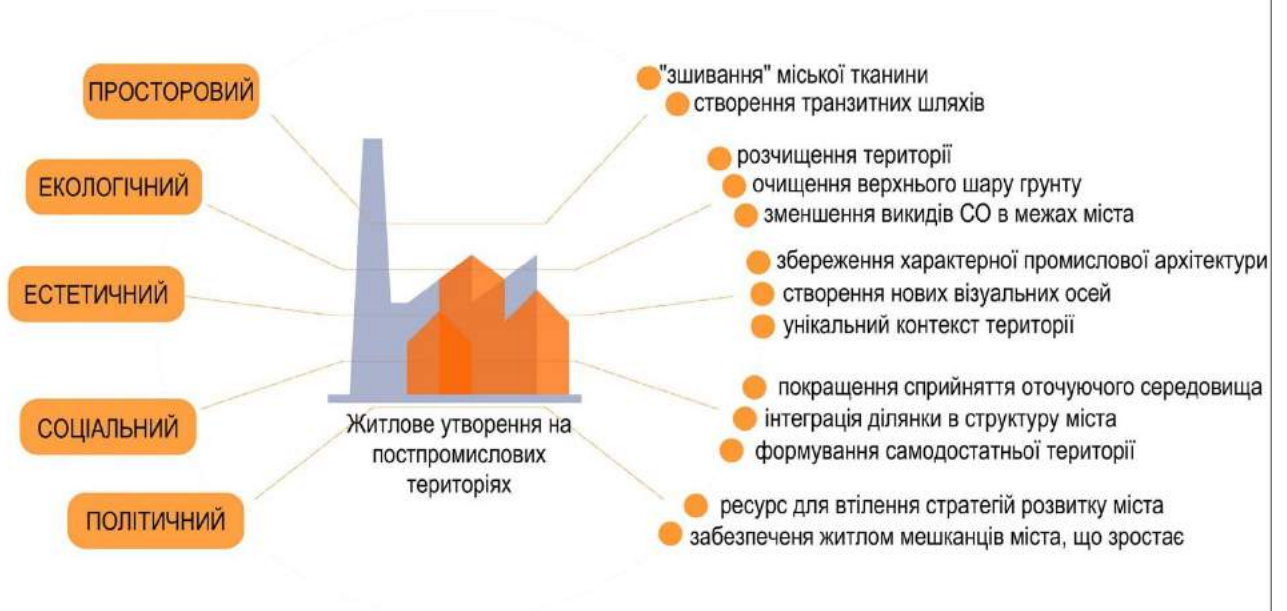 ПРОСТОРОВИЙ
ЕКОЛОГІЧНИЙ
ЕСТЕТИЧНИЙ
СОЦІАЛЬНИЙ
ПОЛІТИЧНИЙ
Житлове утворення на
постпромислових
територіях
"зшивання" міської тканини
створення транзитних шляхів
розчищення території
очищення верхнього шару грунту
зменшення викидів СО в межах міста
збереження характерної промислової архітектури
створення нових візуальних осей
унікальний контекст території
покращення сприйняття оточуючого середовища
інтеграція ділянки в структуру міста
формування самодостатньої території
ресурс для втілення стратегій розвитку міста
забезпеченя житлом мешканців міста, що зростає